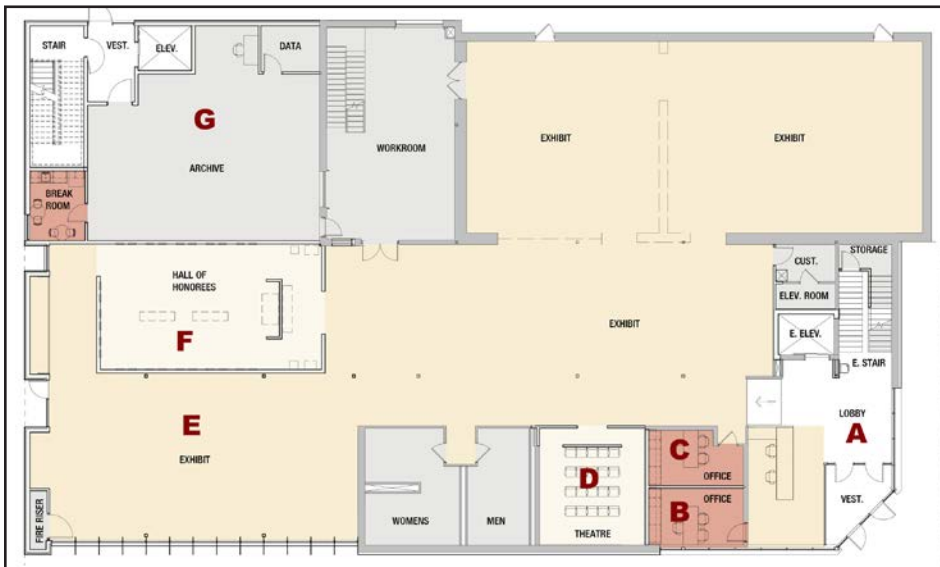 STAIR
VEST.
ELEV.
DATA
G
ARCHIVE
WORKROOM
EXHIBIT
EXHIBIT
BREAK
ROOM
HALL OF
HONOREES
F
CUST.
STORAGE
ELEV. ROOM
EXHIBIT
E. ELEV.
E. STAIR
LOBBY
A
E
EXHIBIT
C
OFFICE
D
THEATRE
B
OFFICE
VEST.
WOMENS
MEN
FIRE RISER